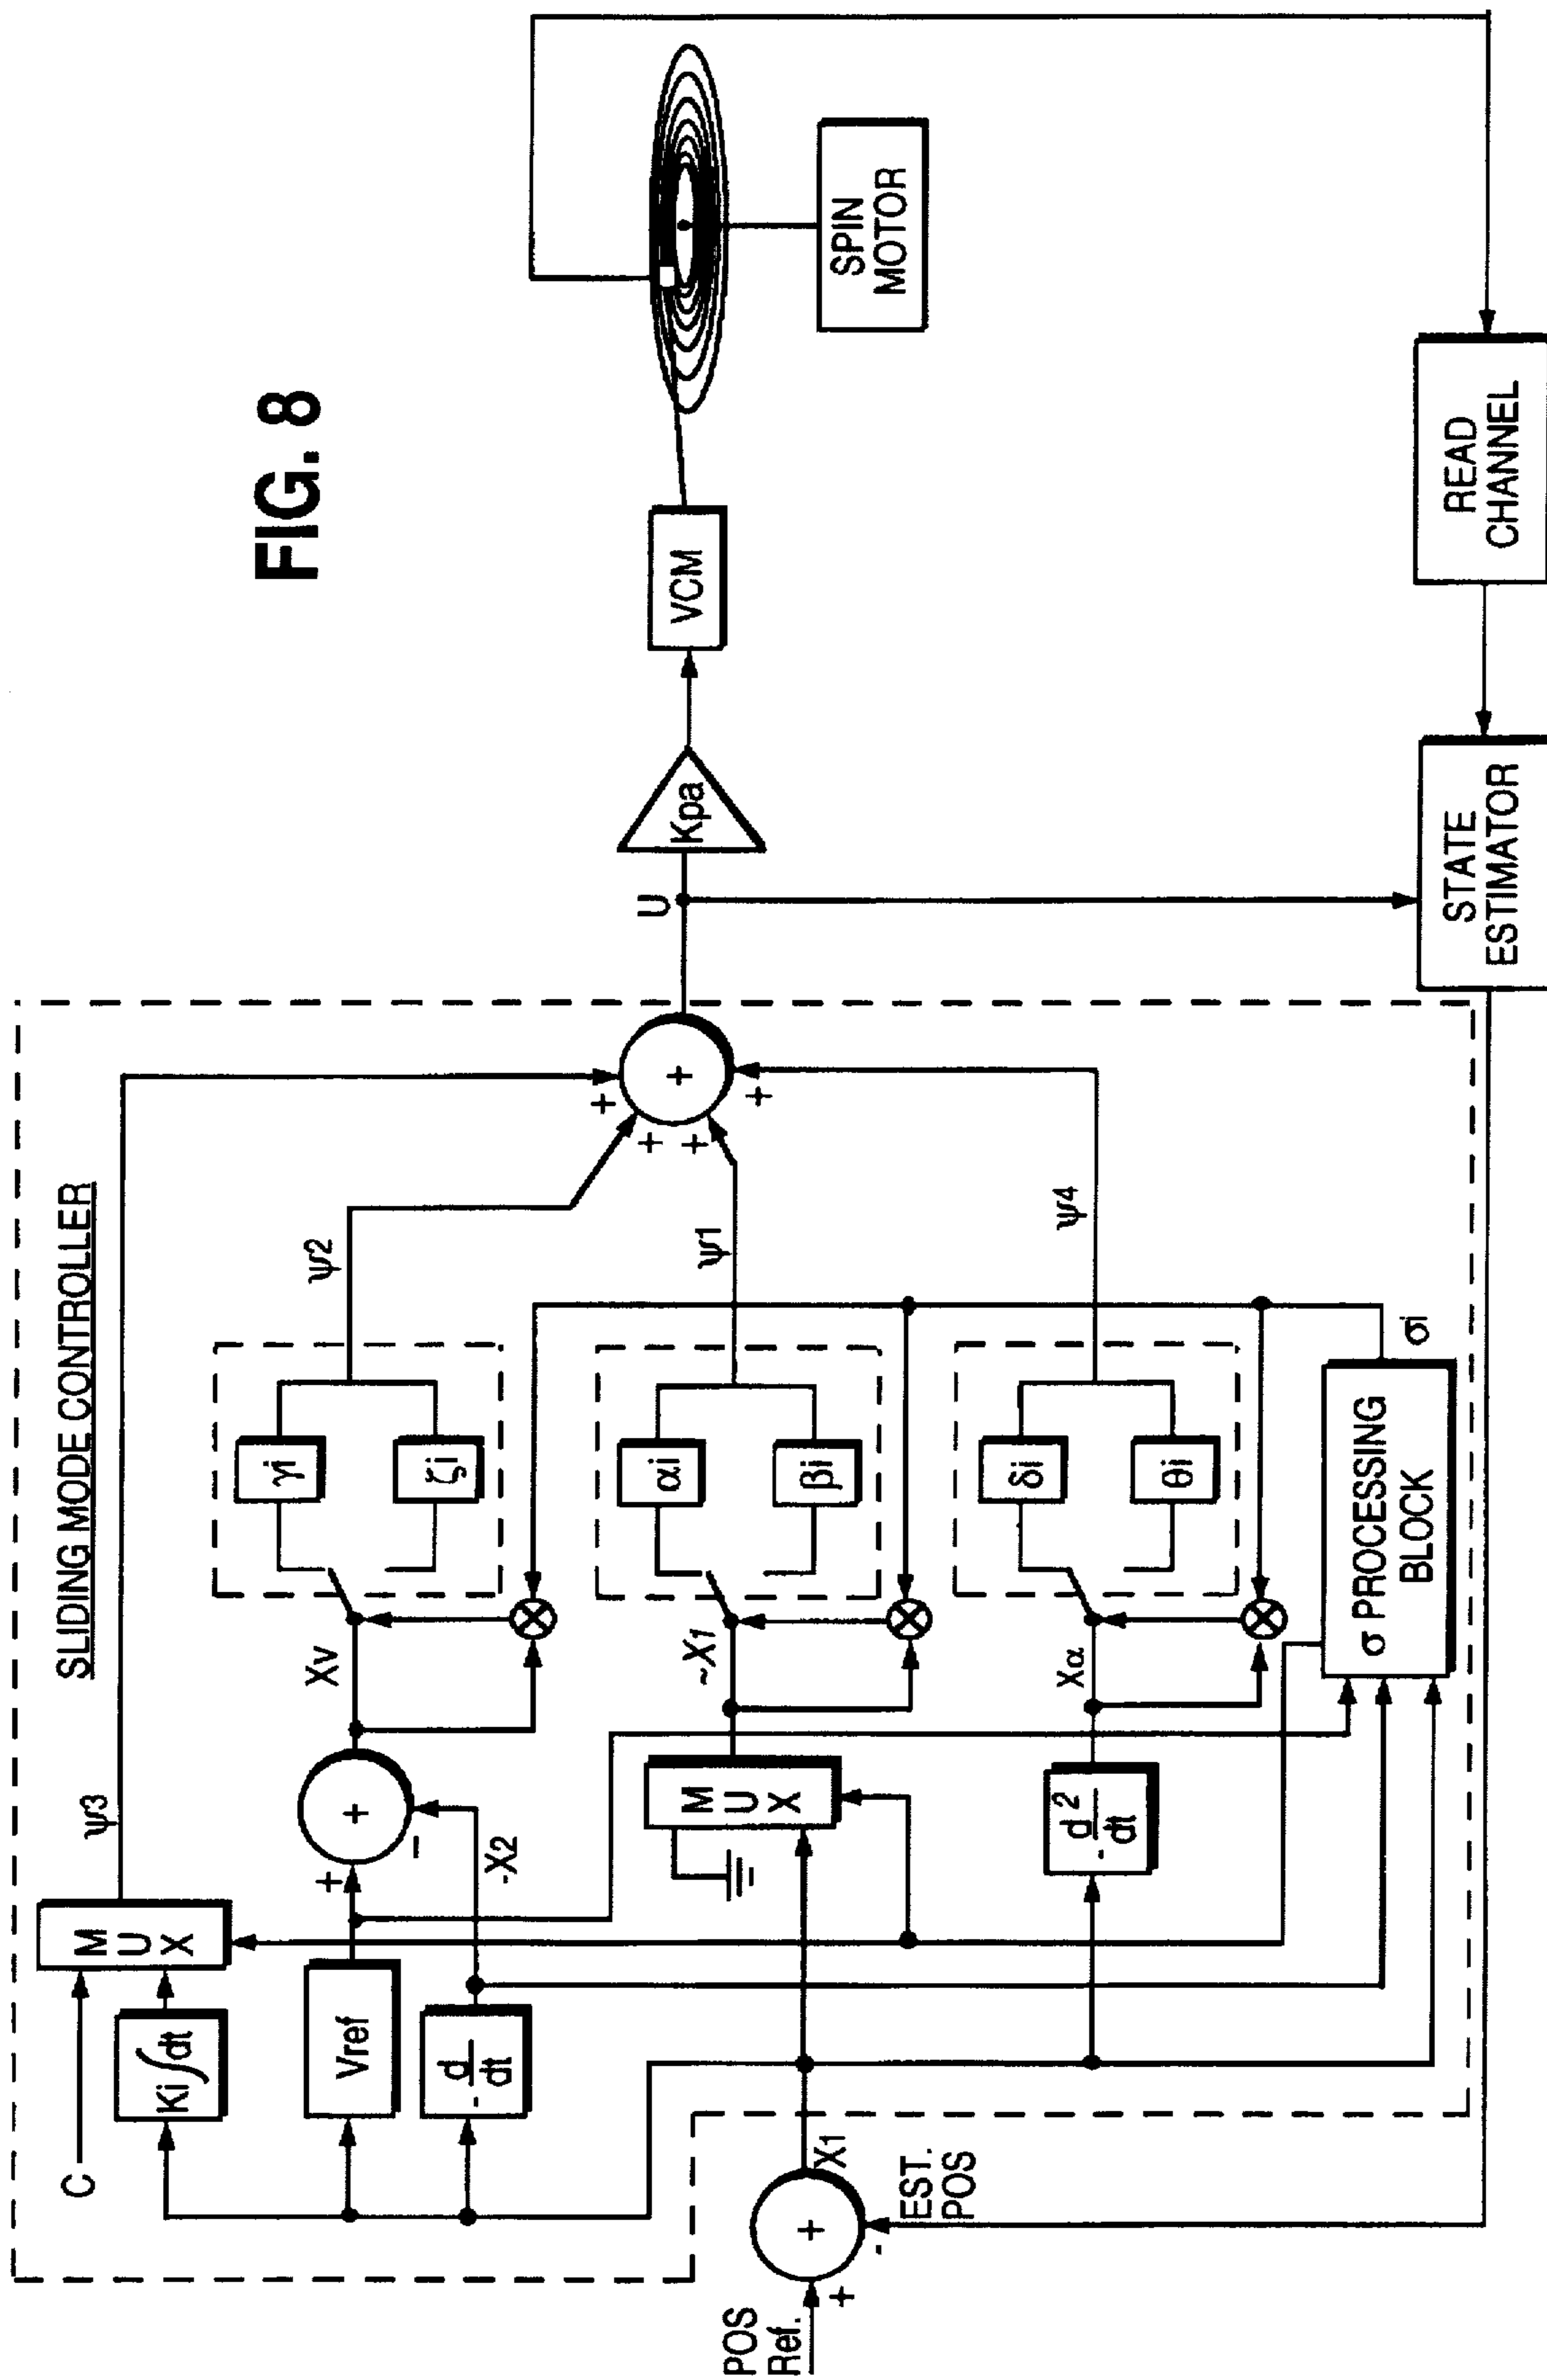 FIG. 8
SLIDING MODE CONTROLLER
C
Ki∫dt
MUX
ψ3
Vref
- d/dt
+
+
-
-X2
Xv
γi
ζi
ψ2
POS
Ref.
+
+
-
EST.
POS
X1
MUX
~X1
αi
βi
ψ1
- d²/dt
Xα
δi
θi
ψ4
σ PROCESSING
BLOCK
σi
+
+
+
+
+
U
Kpa
VCM
SPIN
MOTOR
STATE
ESTIMATOR
READ
CHANNEL